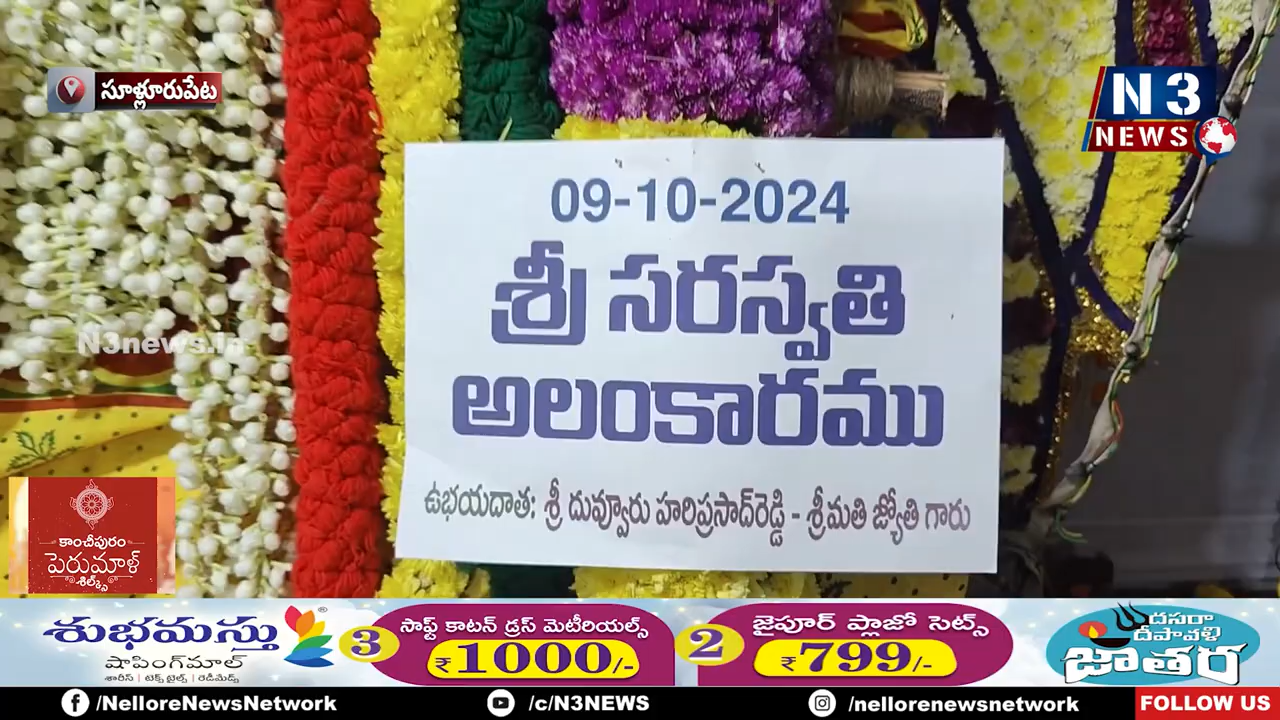 సూళ్లూరుపేట
N3
NEWS
09-10-2024
శ్రీ సరస్వతి
అలంకారము
ఉభయదాత: శ్రీ దువ్వూరు హరిప్రసాద్‌రెడ్డి - శ్రీమతి జ్యోతి గారు
N3news.in
కాంచీపురం
పెరుమాళ్
సిల్క్స్
శుభమస్తు
షాపింగ్‌మాల్
శారీస్ | టెక్స్టైల్స్ | రెడీమేడ్స్
3 సాఫ్ట్ కాటన్ డ్రస్ మెటీరియల్స్
₹1000/-
2 జైపూర్ ప్లాజో సెట్స్
₹799/-
దసరా
దీపావళి
జాతర
/NelloreNewsNetwork
/c/N3NEWS
/nellorenewsnetwork
FOLLOW US